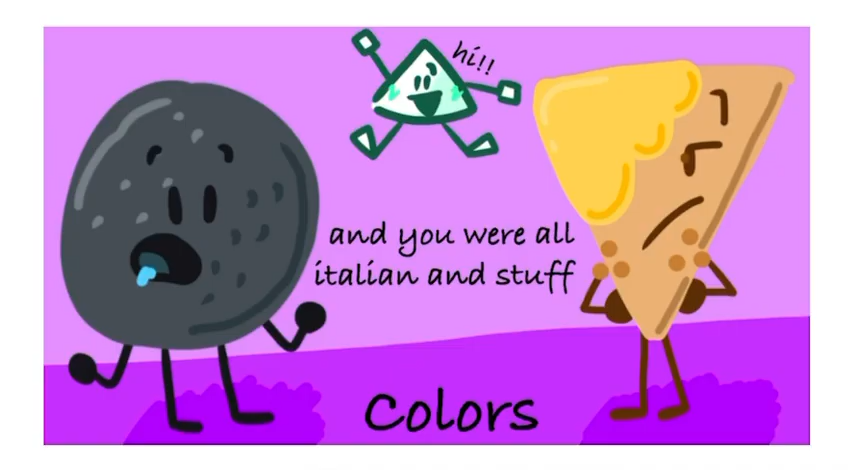 hi!!
and you were all
italian and stuff
Colors